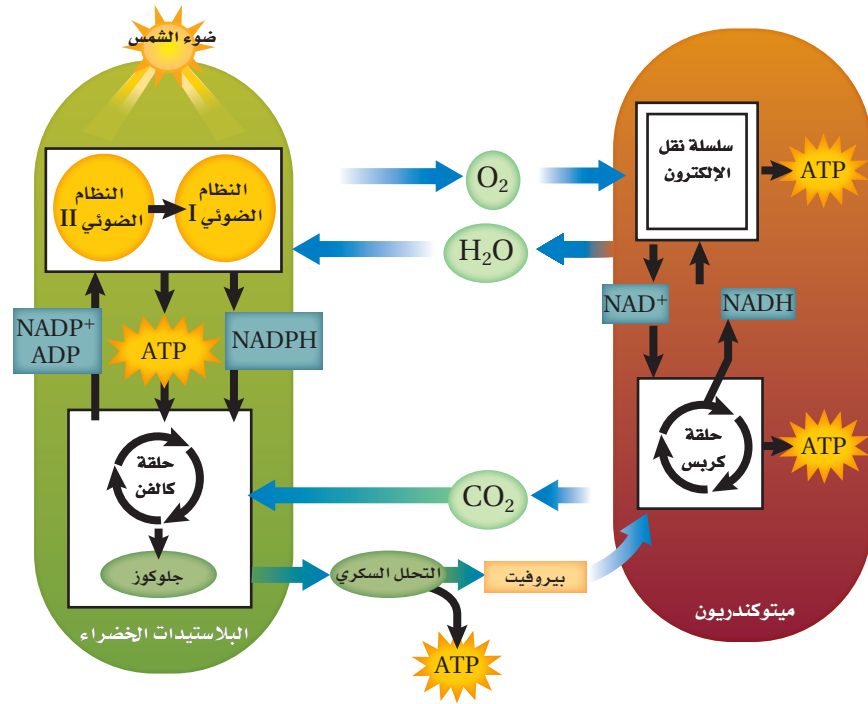 ضوء الشمس
النظام
الضوئي II
النظام
الضوئي I
NADP+
ADP
ATP
NADPH
حلقة
كالفن
جلوكوز
البلاستيدات الخضراء
O₂
H₂O
CO₂
التحلل السكري
بيروفيت
ATP
سلسلة نقل
الإلكترون
ATP
NAD+
NADH
حلقة
كربس
ATP
ميتوكندريون